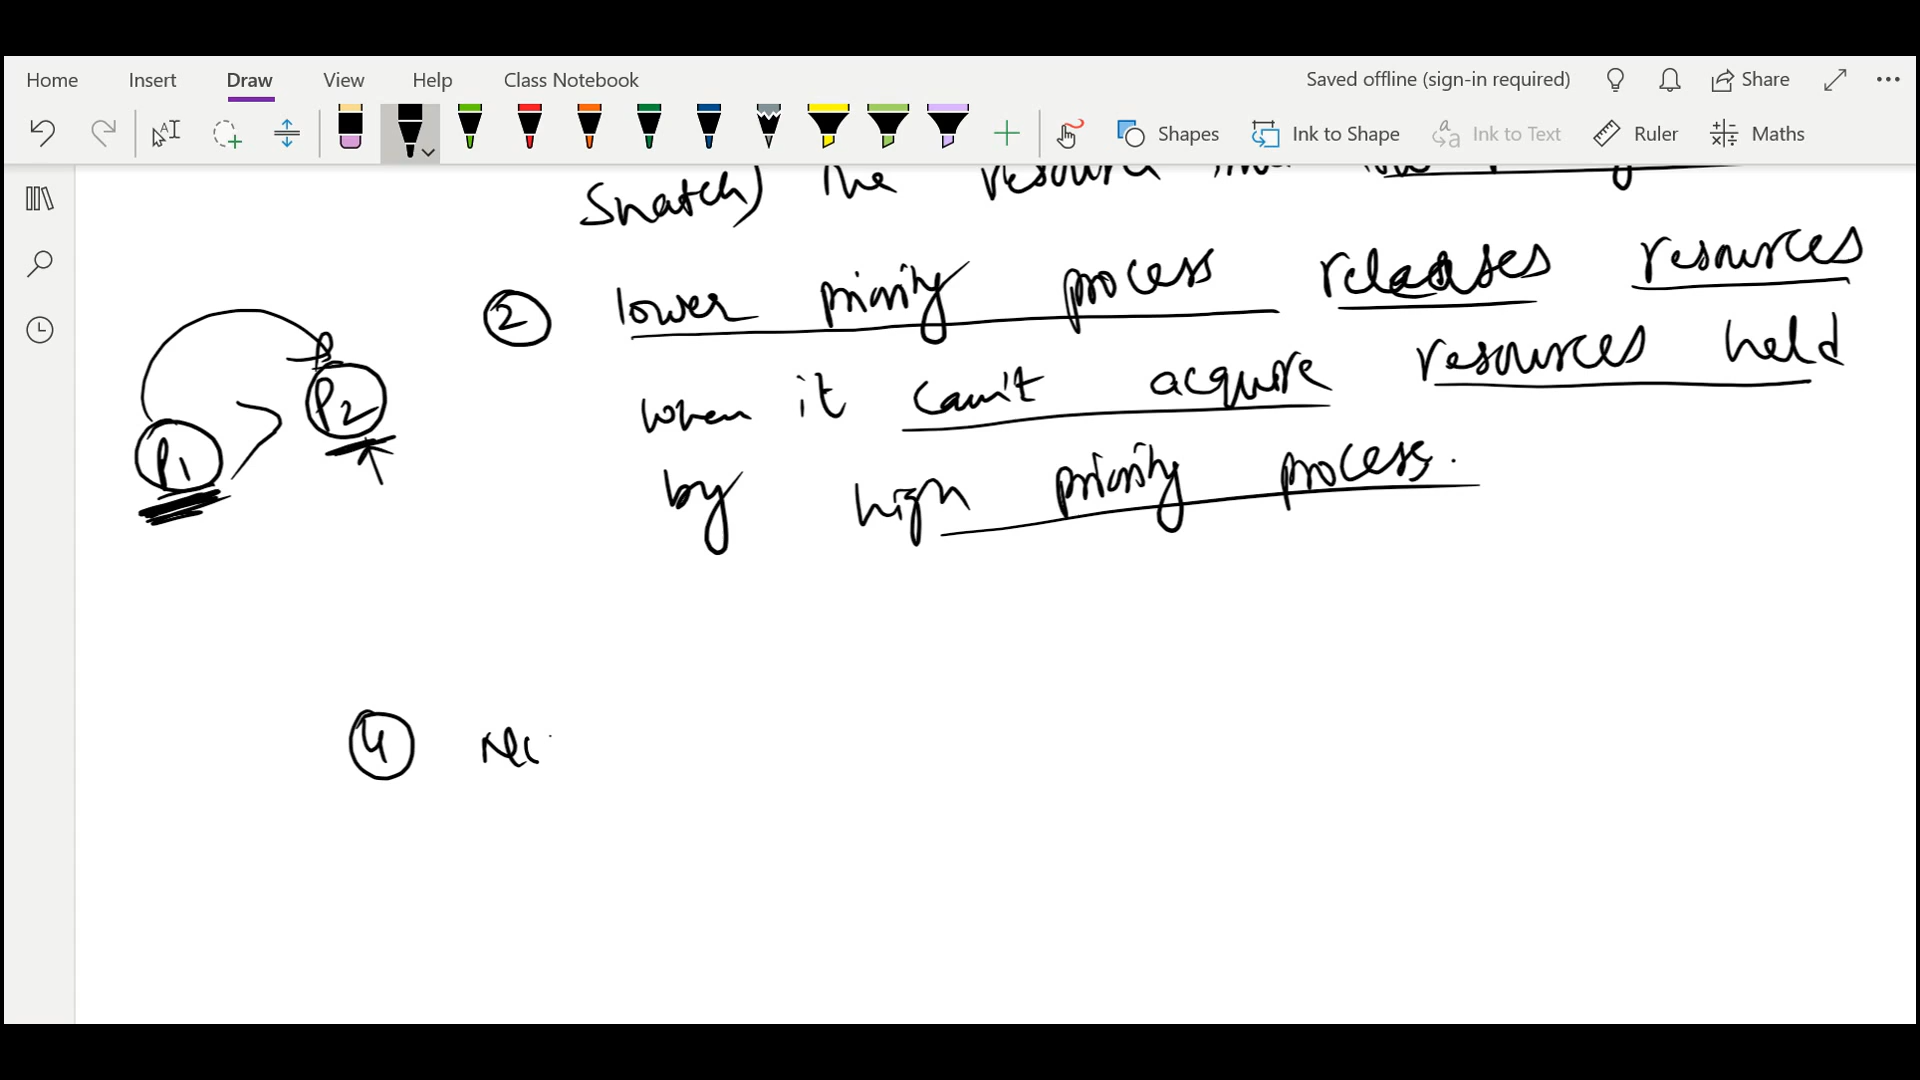 Home Insert Draw View Help Class Notebook Saved offline (sign-in required) Share
Shapes Ink to Shape Ink to Text Ruler Maths
Snatch) the resource
② lower priority process releases resources
when it can't acquire resources held
by high priority process.
P1 > P2
④